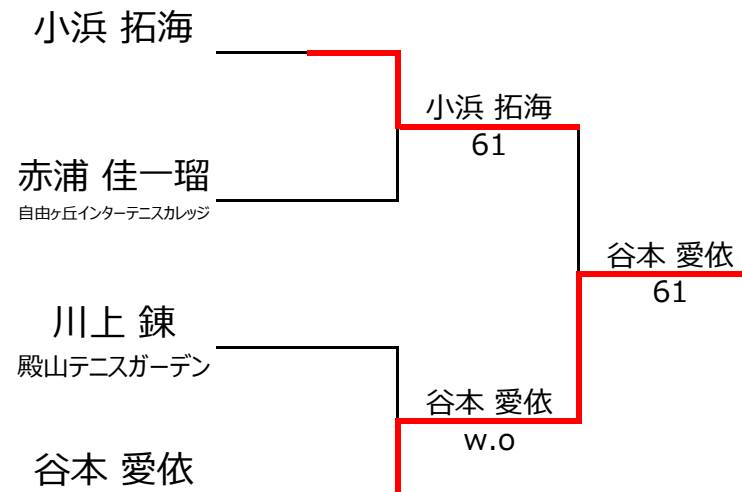 小浜 拓海
小浜 拓海
61
赤浦 佳一瑠
自由ヶ丘インターテニスカレッジ
谷本 愛依
61
川上 錬
殿山テニスガーデン
谷本 愛依
w.o
谷本 愛依